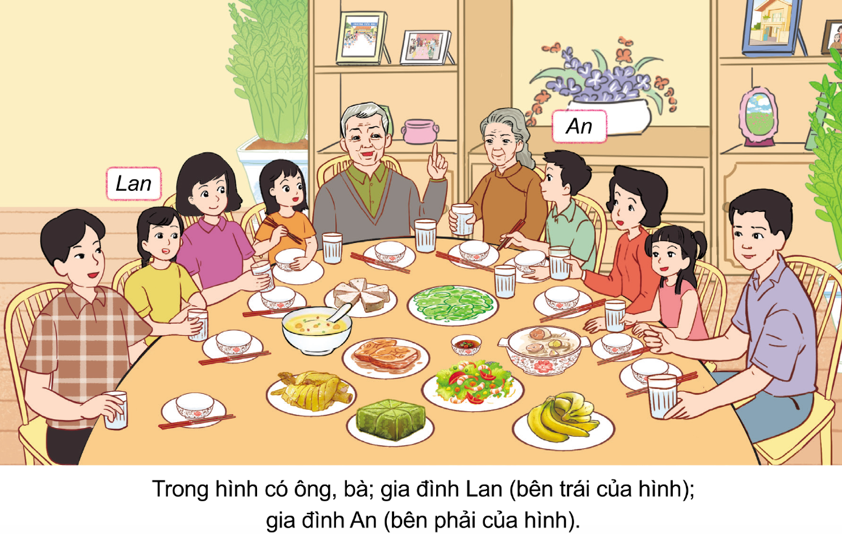 An
Lan
Trong hình có ông, bà; gia đình Lan (bên trái của hình);
gia đình An (bên phải của hình).